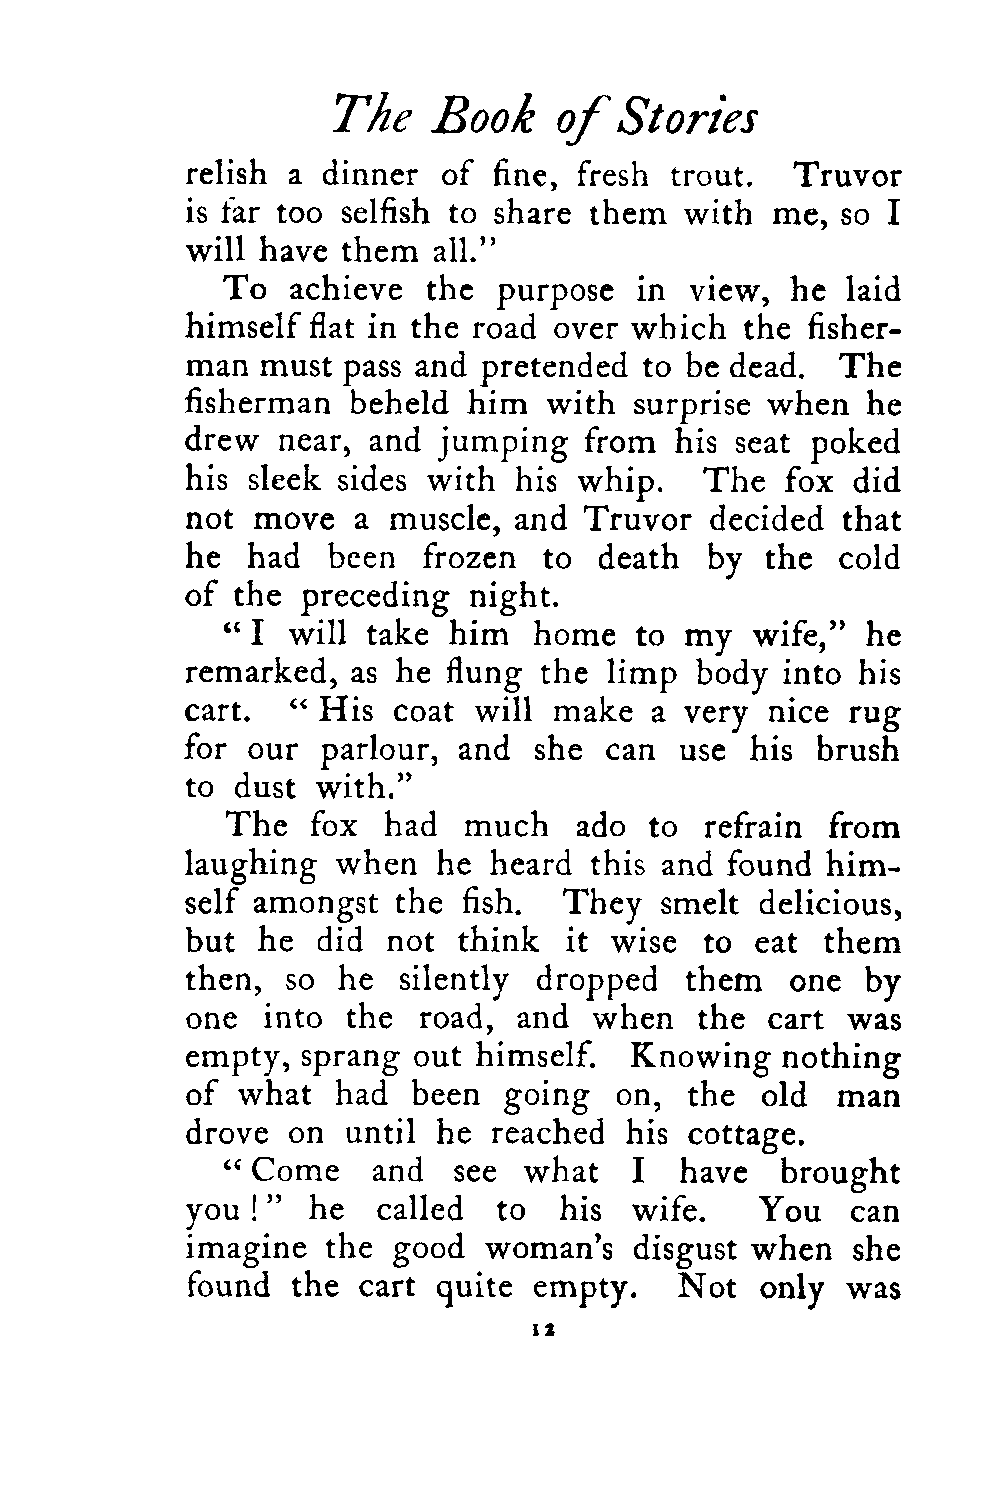 The Book of Stories
relish a dinner of fine, fresh trout. Truvor
is far too selfish to share them with me, so I
will have them all."
To achieve the purpose in view, he laid
himself flat in the road over which the fisher-
man must pass and pretended to be dead. The
fisherman beheld him with surprise when he
drew near, and jumping from his seat poked
his sleek sides with his whip. The fox did
not move a muscle, and Truvor decided that
he had been frozen to death by the cold
of the preceding night.
"I will take him home to my wife," he
remarked, as he flung the limp body into his
cart. "His coat will make a very nice rug
for our parlour, and she can use his brush
to dust with."
The fox had much ado to refrain from
laughing when he heard this and found him-
self amongst the fish. They smelt delicious,
but he did not think it wise to eat them
then, so he silently dropped them one by
one into the road, and when the cart was
empty, sprang out himself. Knowing nothing
of what had been going on, the old man
drove on until he reached his cottage.
"Come and see what I have brought
you!" he called to his wife. You can
imagine the good woman's disgust when she
found the cart quite empty. Not only was
12